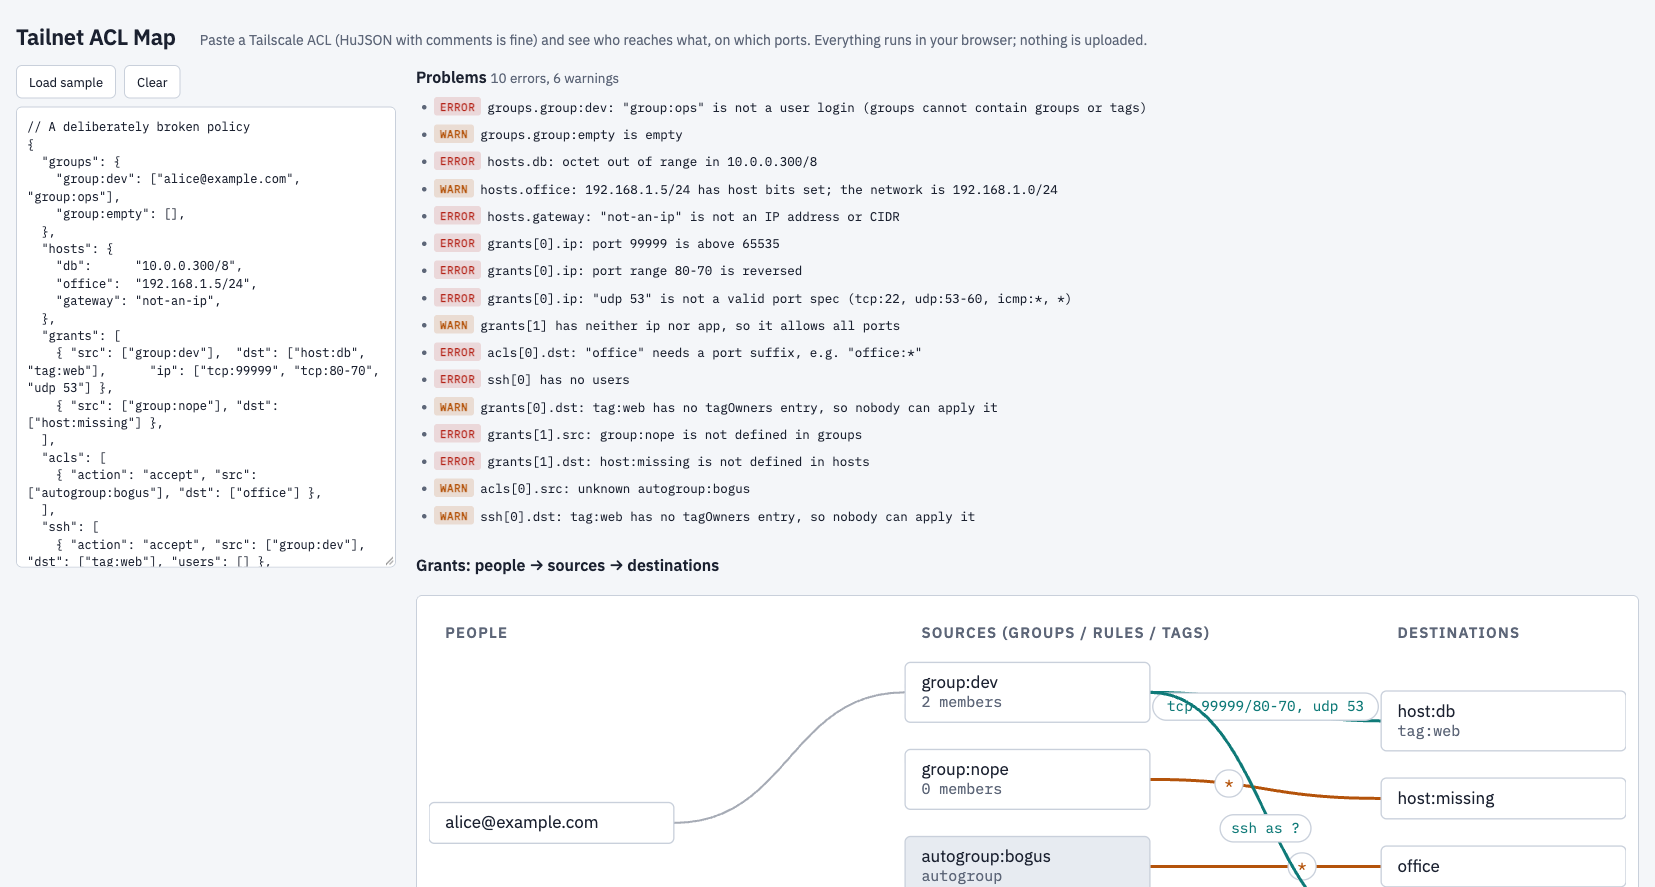 Tailnet ACL Map
Paste a Tailscale ACL (HuJSON with comments is fine) and see who reaches what, on which ports. Everything runs in your browser; nothing is uploaded.
Load sample
Clear
// A deliberately broken policy
{
  "groups": {
    "group:dev": ["alice@example.com",
"group:ops"],
    "group:empty": [],
  },
  "hosts": {
    "db":      "10.0.0.300/8",
    "office":  "192.168.1.5/24",
    "gateway": "not-an-ip",
  },
  "grants": [
    { "src": ["group:dev"],  "dst": ["host:db",
"tag:web"],      "ip": ["tcp:99999", "tcp:80-70",
"udp 53"] },
    { "src": ["group:nope"], "dst":
["host:missing"] },
  ],
  "acls": [
    { "action": "accept", "src":
["autogroup:bogus"], "dst": ["office"] },
  ],
  "ssh": [
    { "action": "accept", "src": ["group:dev"],
"dst": ["tag:web"], "users": [] },
Problems 10 errors, 6 warnings
ERROR groups.group:dev: "group:ops" is not a user login (groups cannot contain groups or tags)
WARN groups.group:empty is empty
ERROR hosts.db: octet out of range in 10.0.0.300/8
WARN hosts.office: 192.168.1.5/24 has host bits set; the network is 192.168.1.0/24
ERROR hosts.gateway: "not-an-ip" is not an IP address or CIDR
ERROR grants[0].ip: port 99999 is above 65535
ERROR grants[0].ip: port range 80-70 is reversed
ERROR grants[0].ip: "udp 53" is not a valid port spec (tcp:22, udp:53-60, icmp:*, *)
WARN grants[1] has neither ip nor app, so it allows all ports
ERROR acls[0].dst: "office" needs a port suffix, e.g. "office:*"
ERROR ssh[0] has no users
WARN grants[0].dst: tag:web has no tagOwners entry, so nobody can apply it
ERROR grants[1].src: group:nope is not defined in groups
ERROR grants[1].dst: host:missing is not defined in hosts
WARN acls[0].src: unknown autogroup:bogus
WARN ssh[0].dst: tag:web has no tagOwners entry, so nobody can apply it
Grants: people → sources → destinations
PEOPLE
SOURCES (GROUPS / RULES / TAGS)
DESTINATIONS
group:dev
2 members
tcp 99999/80-70, udp 53
host:db
tag:web
group:nope
0 members
*
host:missing
alice@example.com
ssh as ?
autogroup:bogus
autogroup
*
office